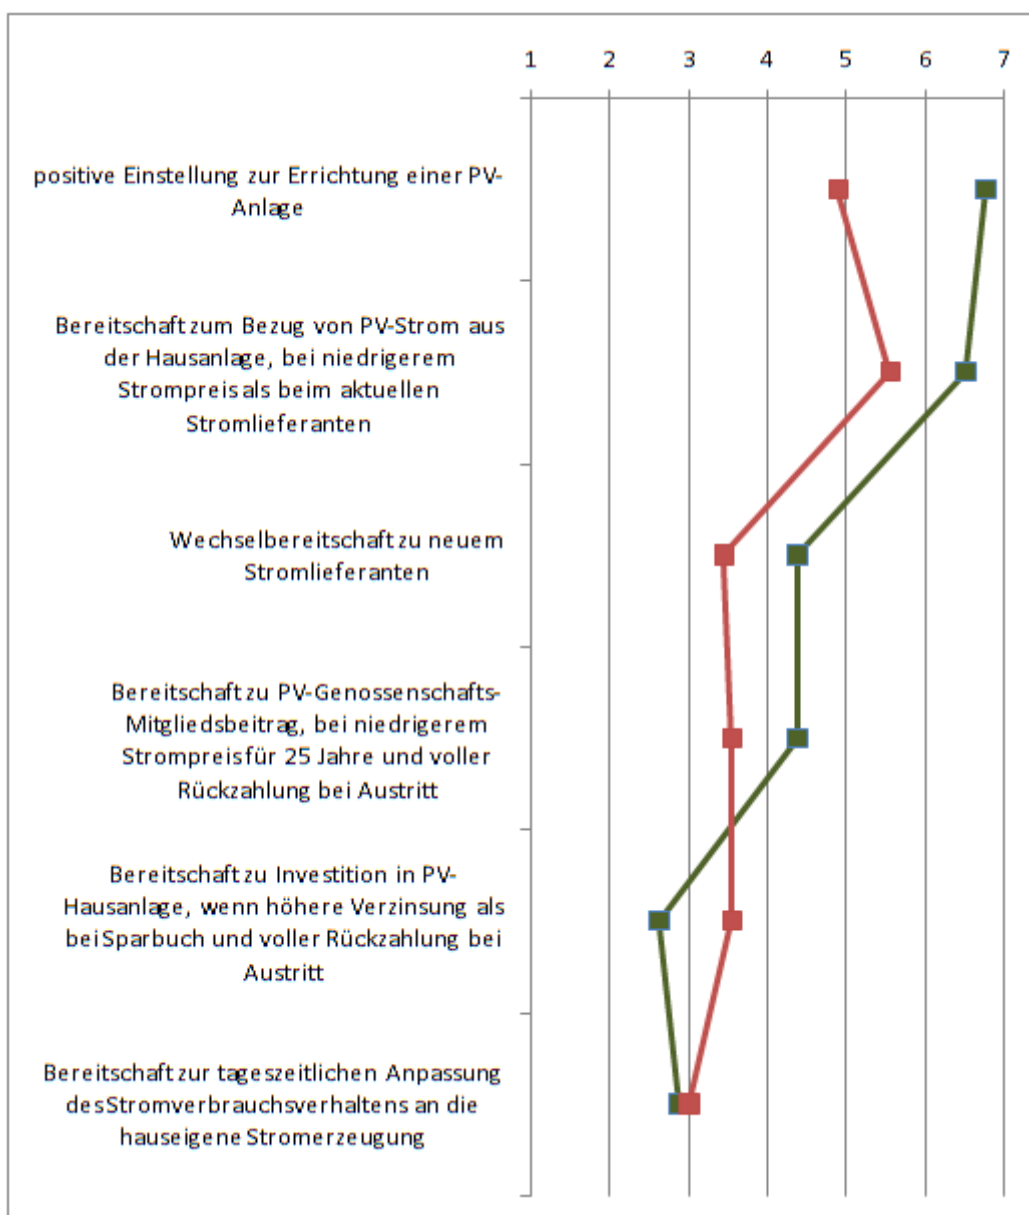 1 2 3 4 5 6 7
positive Einstellung zur Errichtung einer PV-
Anlage
Bereitschaft zum Bezug von PV-Strom aus
der Hausanlage, bei niedrigerem
Strompreis als beim aktuellen
Stromlieferanten
Wechselbereitschaft zu neuem
Stromlieferanten
Bereitschaft zu PV-Genossenschafts-
Mitgliedsbeitrag, bei niedrigerem
Strompreis für 25 Jahre und voller
Rückzahlung bei Austritt
Bereitschaft zu Investition in PV-
Hausanlage, wenn höhere Verzinsung als
bei Sparbuch und voller Rückzahlung bei
Austritt
Bereitschaft zur tageszeitlichen Anpassung
des Stromverbrauchsverhaltens an die
hauseigene Stromerzeugung